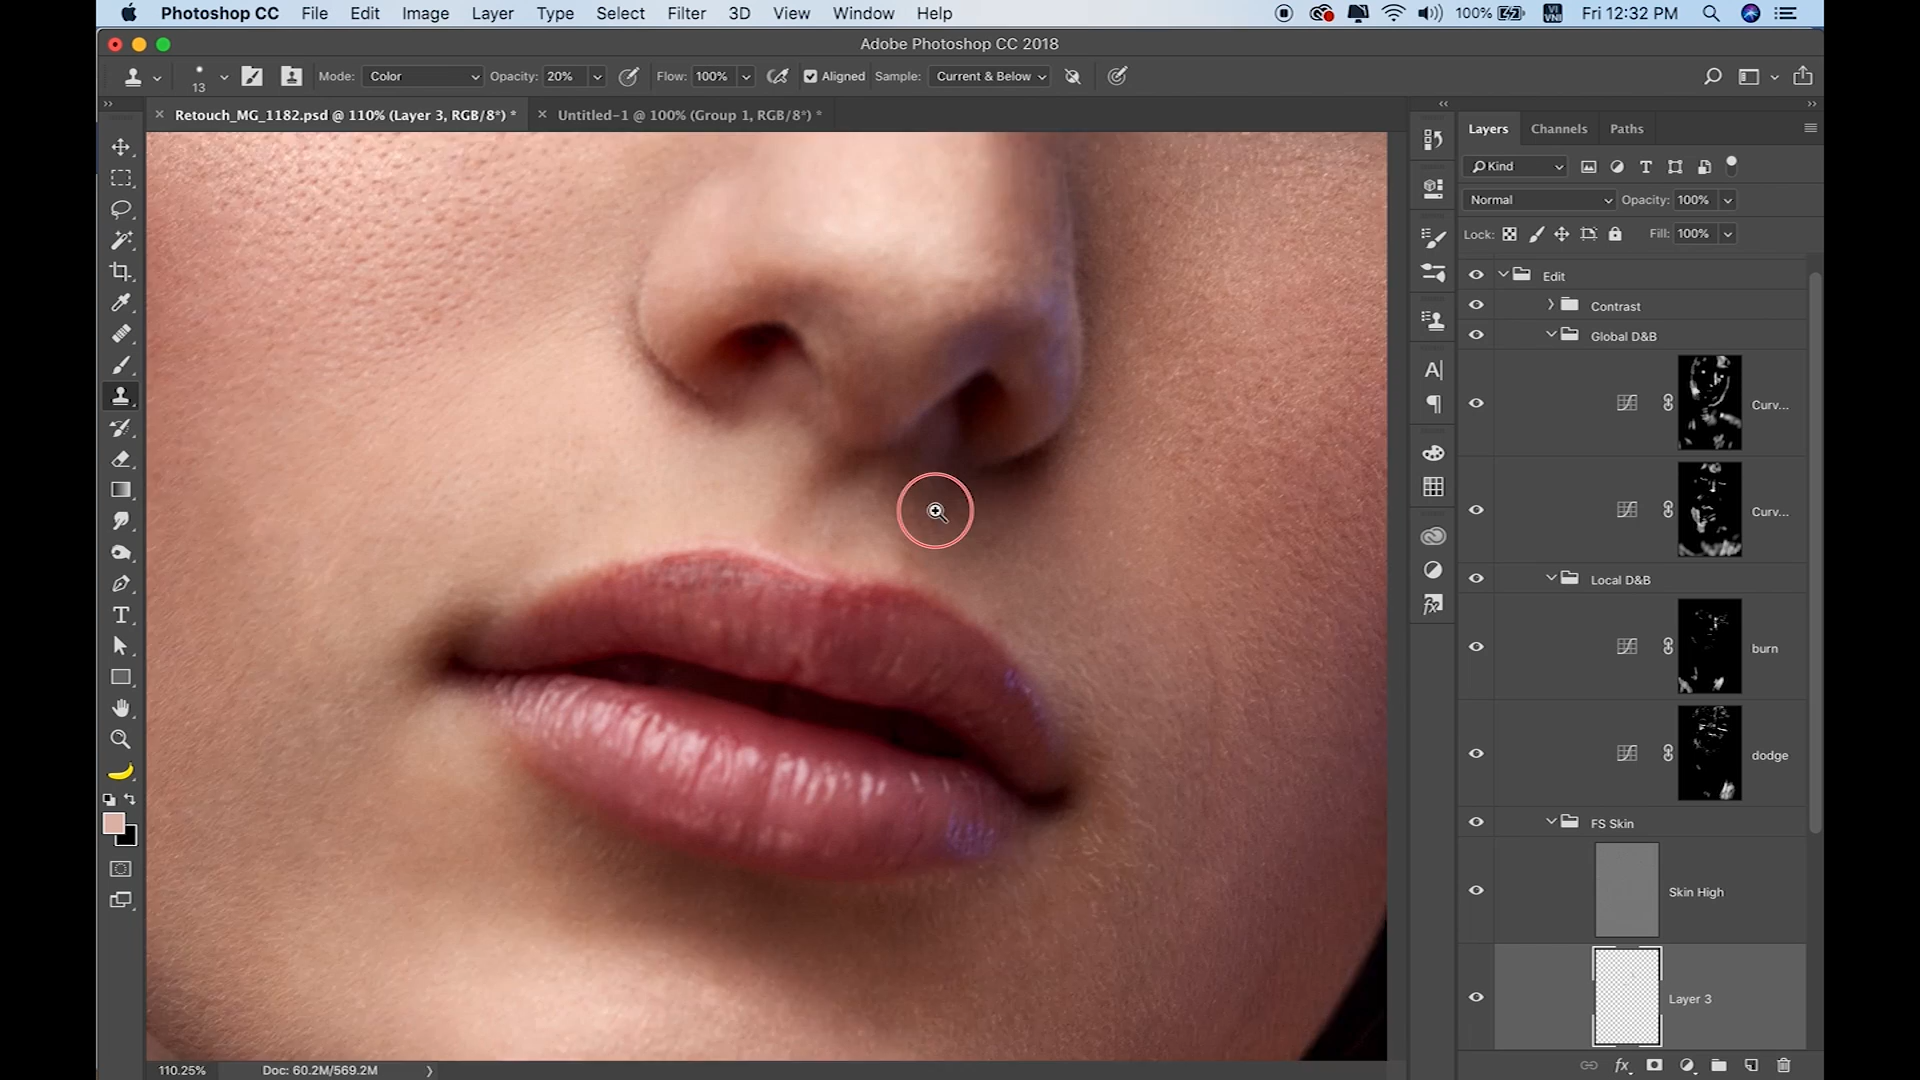 Photoshop CC File Edit Image Layer Type Select Filter 3D View Window Help 100% VI VNI Fri 12:32 PM
Adobe Photoshop CC 2018
13 Mode: Color Opacity: 20% Flow: 100% Aligned Sample: Current & Below
Retouch_MG_1182.psd @ 110% (Layer 3, RGB/8*) * Untitled-1 @ 100% (Group 1, RGB/8*) *
Layers Channels Paths
Kind
Normal Opacity: 100%
Lock: Fill: 100%
Edit
Contrast
Global D&B
Curv...
Curv...
Local D&B
burn
dodge
FS Skin
Skin High
Layer 3
110.25% Doc: 60.2M/569.2M